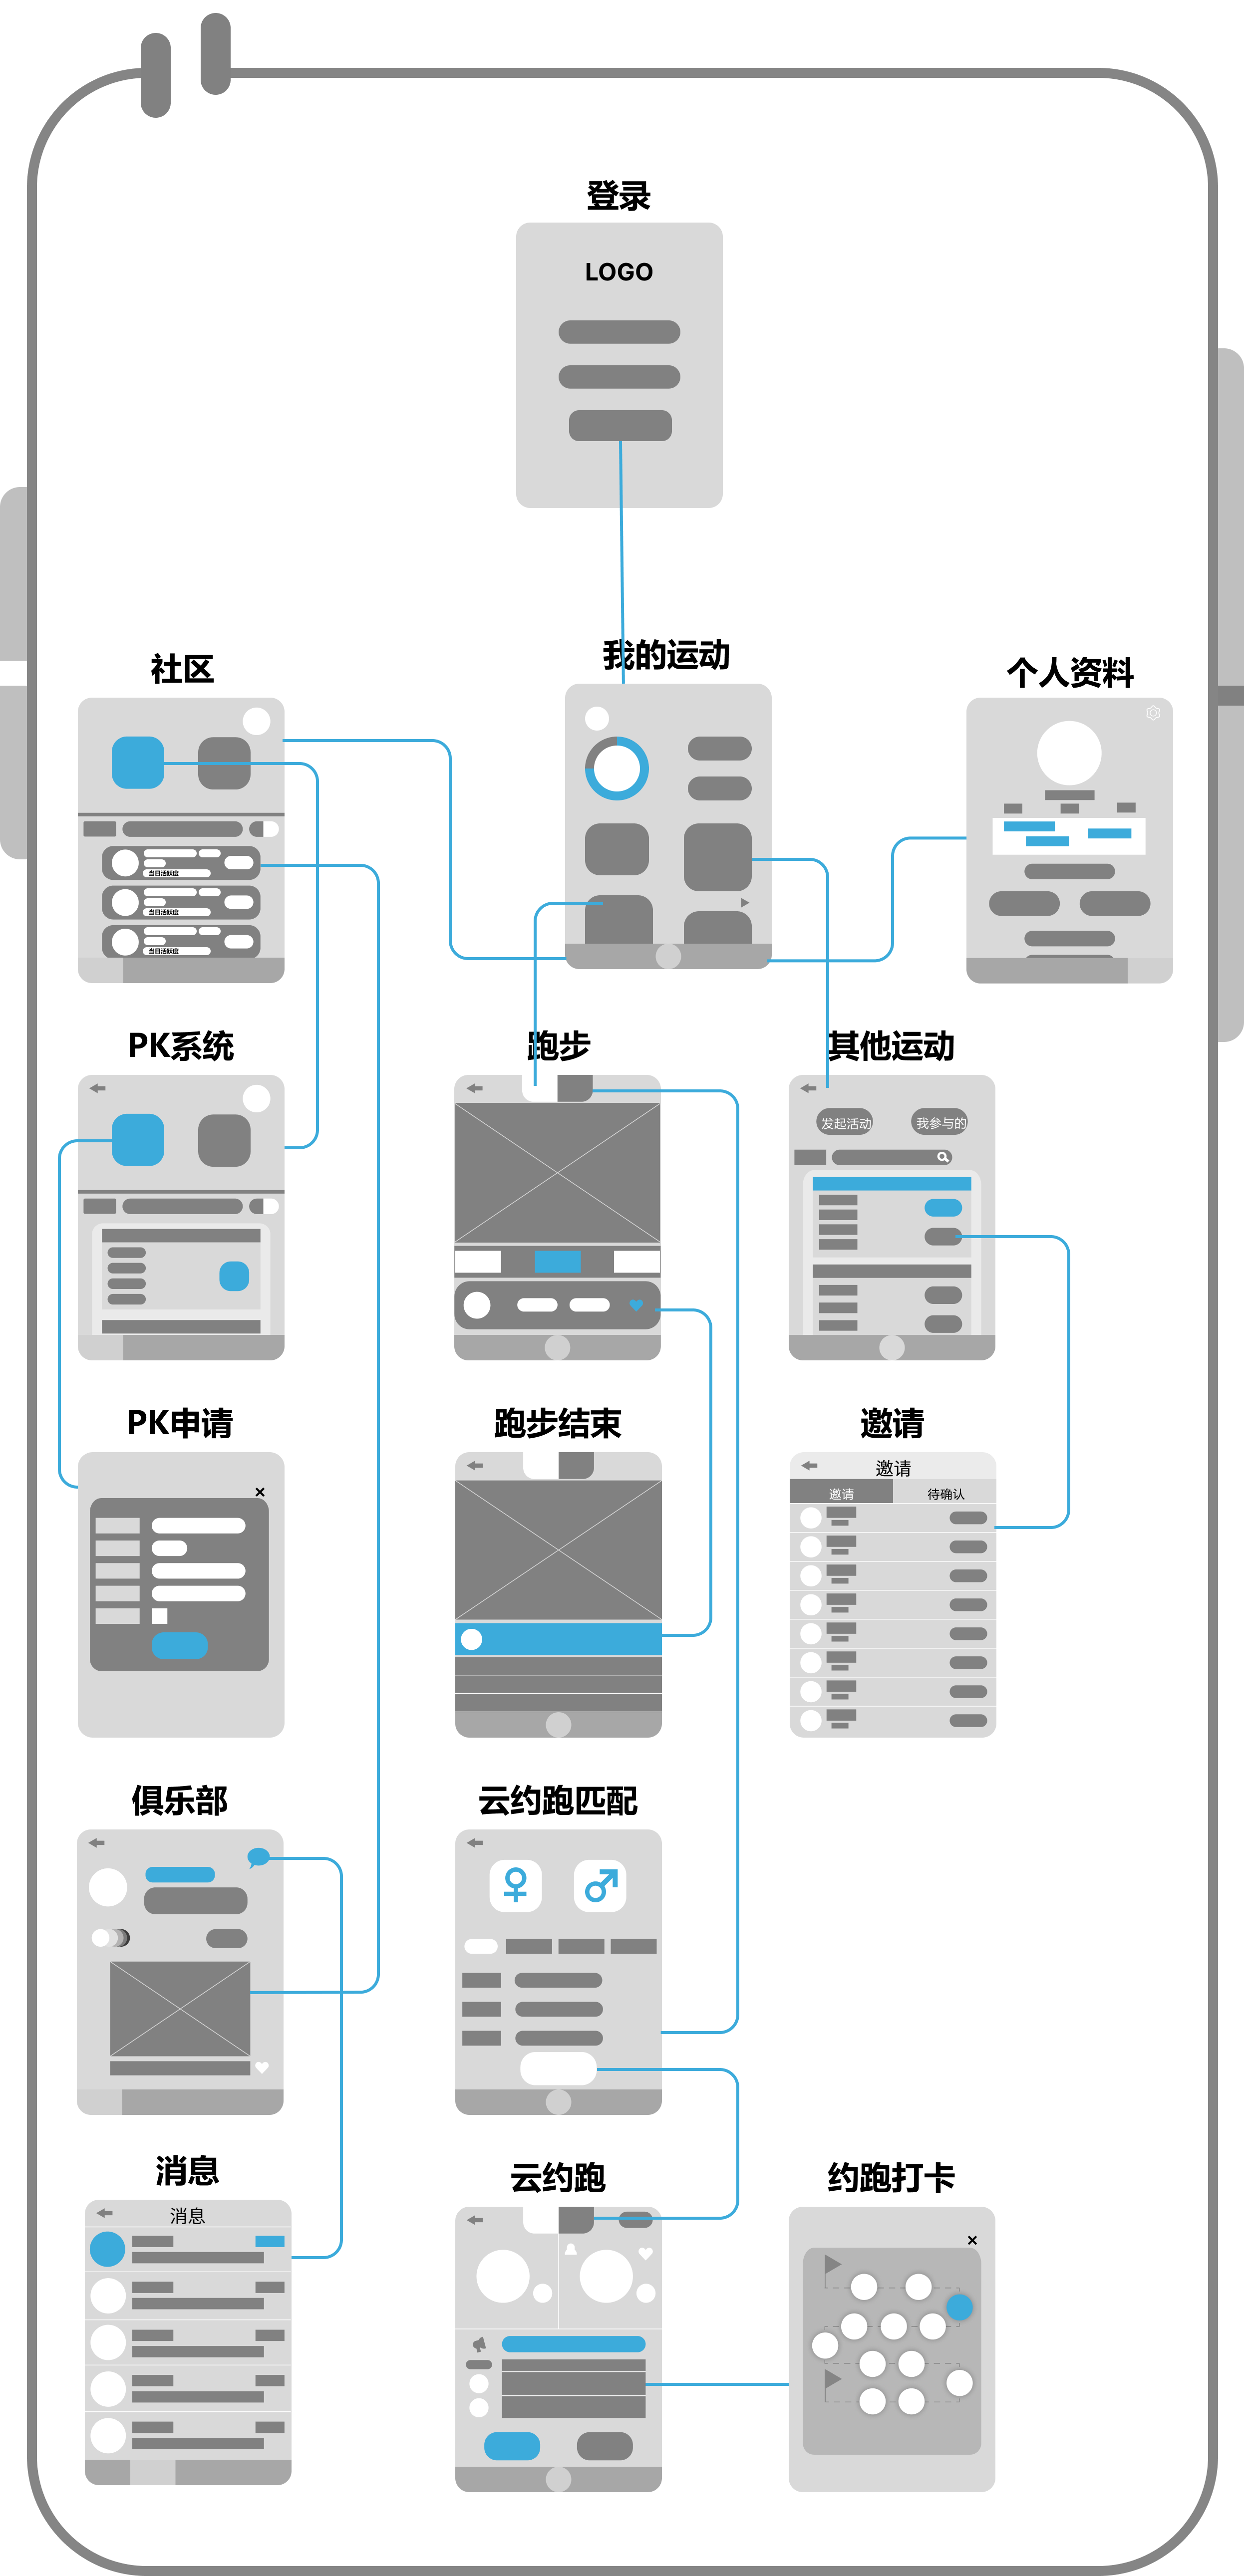 登录
LOGO
社区
我的运动
个人资料
当日活跃度
当日活跃度
当日活跃度
PK系统
跑步
其他运动
发起活动
我参与的
PK申请
跑步结束
邀请
邀请
邀请
待确认
俱乐部
云约跑匹配
消息
云约跑
约跑打卡
消息